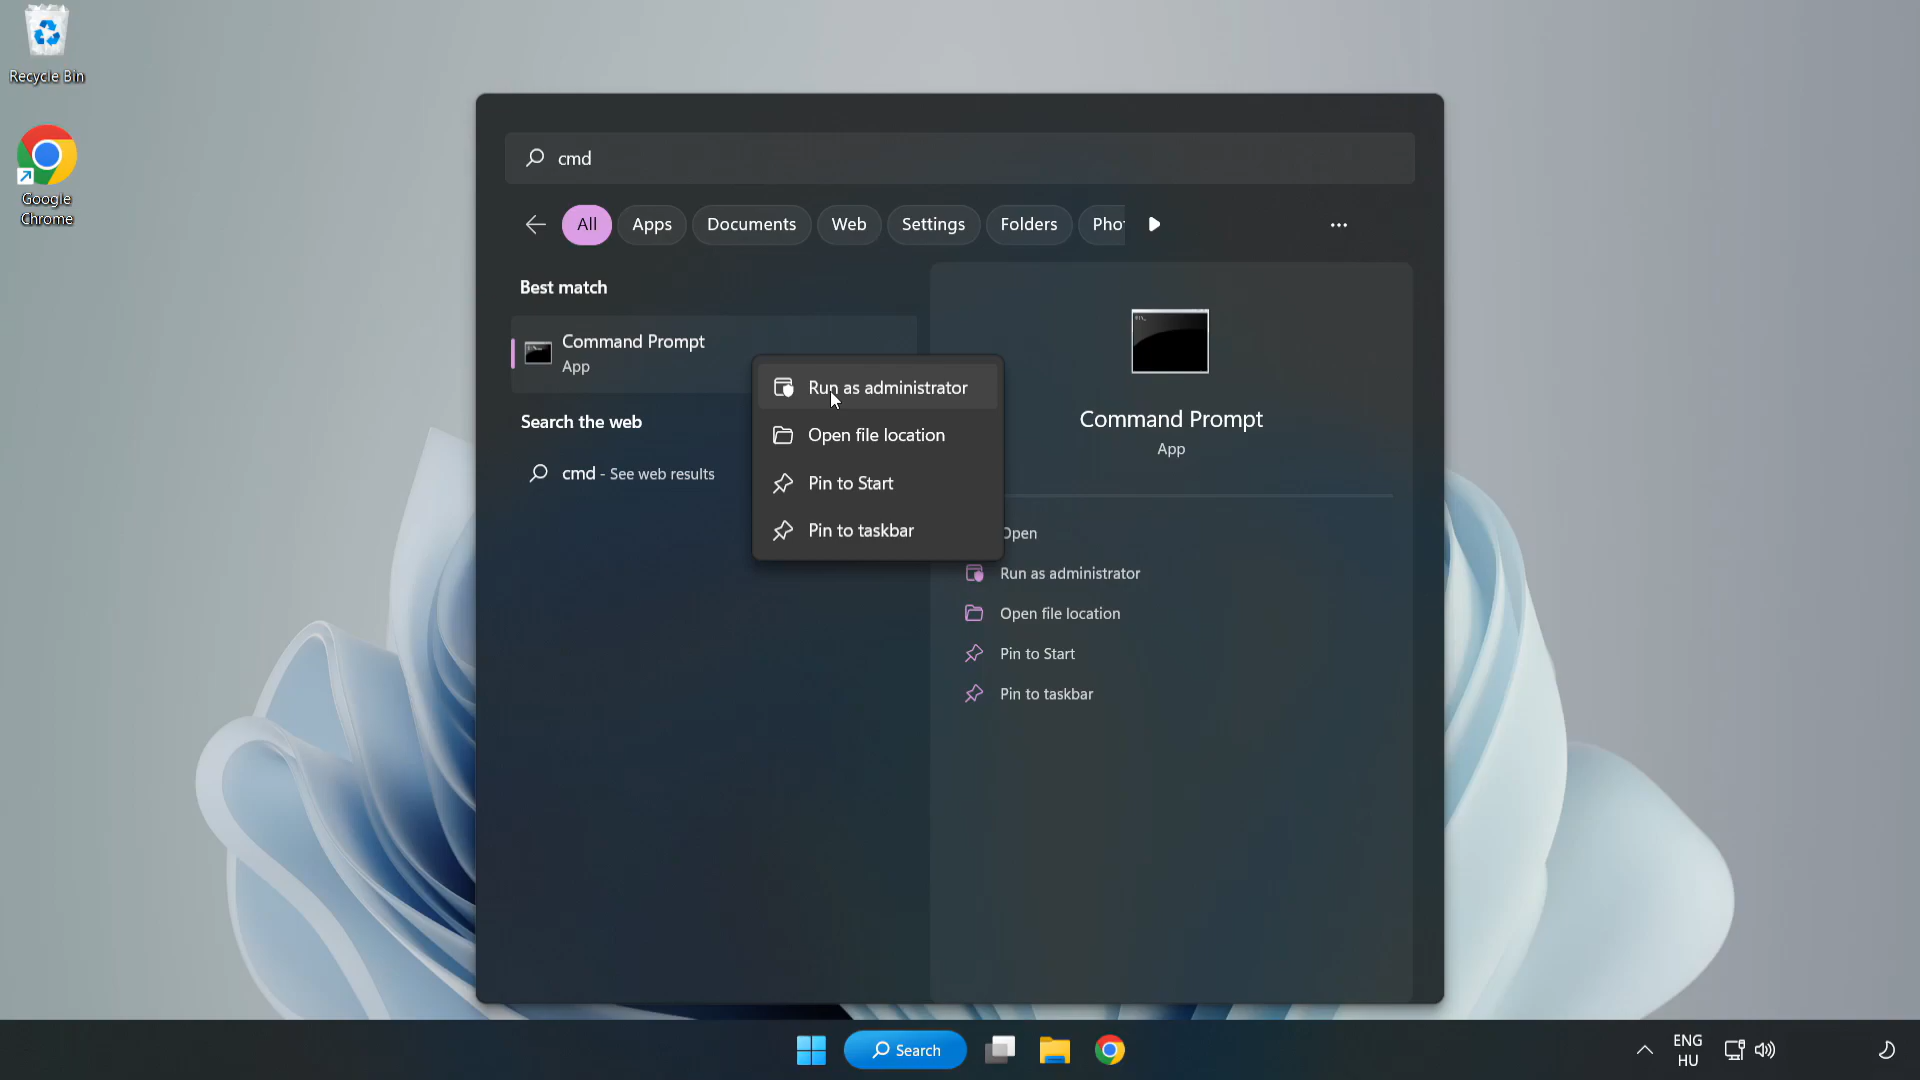 Recycle Bin
Google
Chrome
cmd
All
Apps
Documents
Web
Settings
Folders
Pho
Best match
Command Prompt
App
Search the web
cmd - See web results
Run as administrator
Open file location
Pin to Start
Pin to taskbar
Command Prompt
App
Open
Run as administrator
Open file location
Pin to Start
Pin to taskbar
Search
ENG
HU